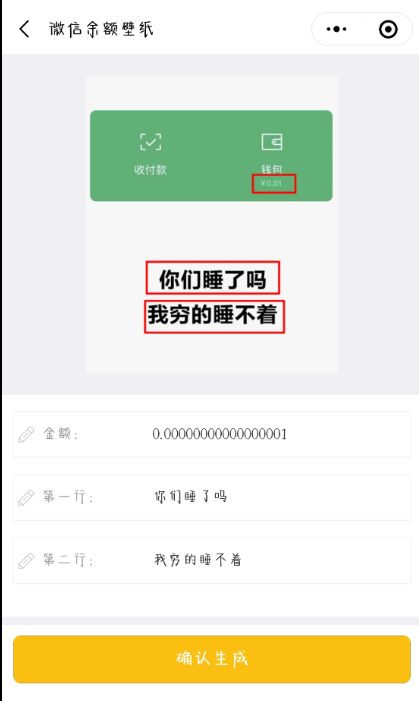 微信余额壁纸
收付款
钱包
¥0.01
你们睡了吗
我穷的睡不着
金额: 0.00000000000000001
第一行: 你们睡了吗
第二行: 我穷的睡不着
确认生成